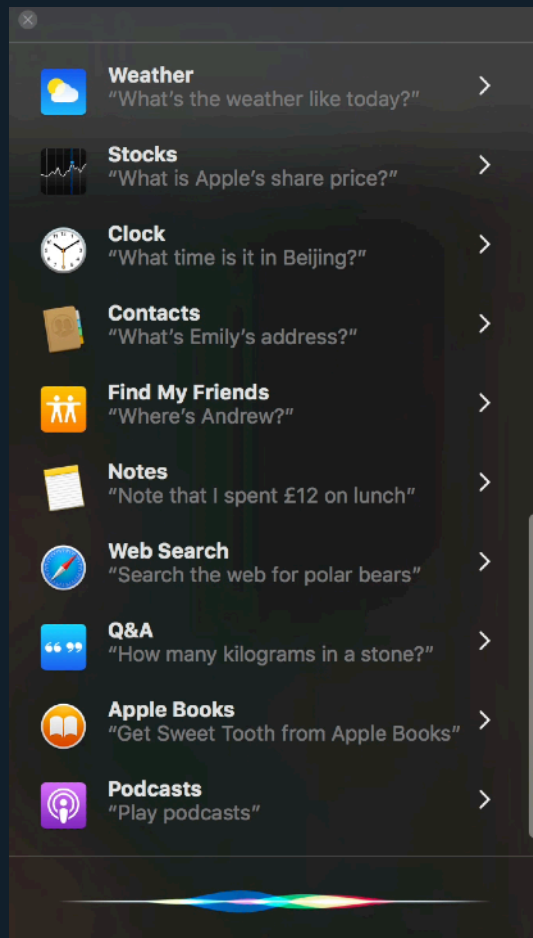 Weather
“What’s the weather like today?”
Stocks
“What is Apple’s share price?”
Clock
“What time is it in Beijing?”
Contacts
“What’s Emily’s address?”
Find My Friends
“Where’s Andrew?”
Notes
“Note that I spent £12 on lunch”
Web Search
“Search the web for polar bears”
Q&A
“How many kilograms in a stone?”
Apple Books
“Get Sweet Tooth from Apple Books”
Podcasts
“Play podcasts”